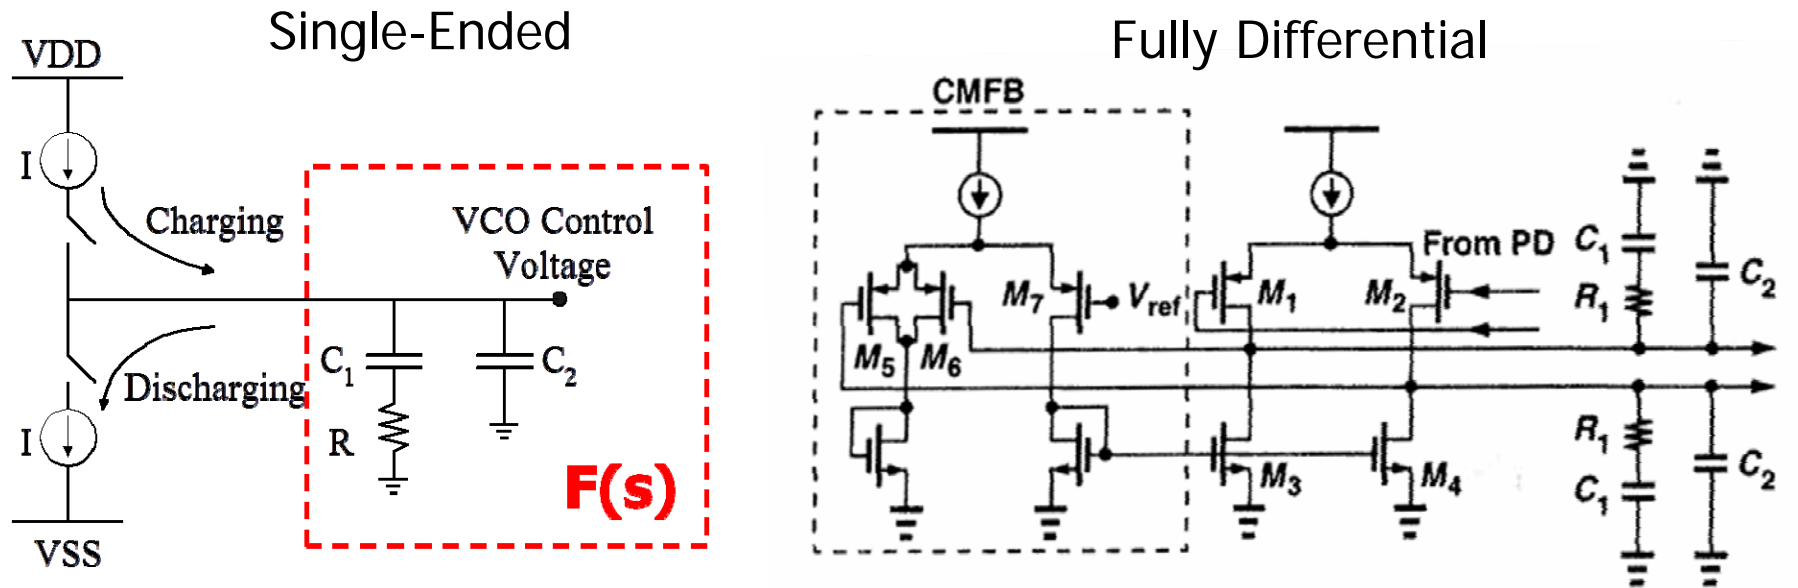 Single-Ended
VDD
I
Charging
VCO Control
Voltage
C1
C2
Discharging
R
I
F(s)
VSS
Fully Differential
CMFB
From PD
C1
C2
M7
Vref
M1
M2
R1
M5
M6
R1
C2
M3
M4
C1